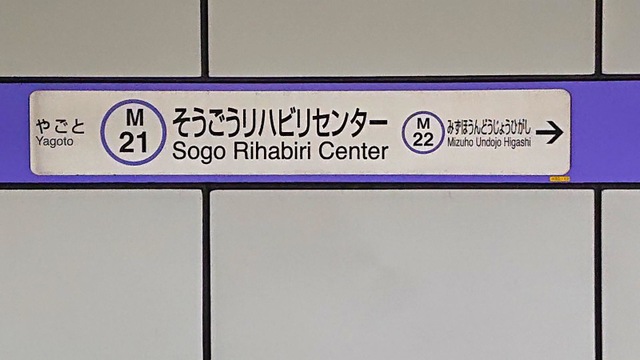 やごと
Yagoto
M
21
そうごうリハビリセンター
Sogo Rihabiri Center
M
22
みずほうんどうじょうひがし
Mizuho Undojo Higashi